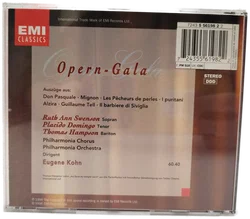 EMI
CLASSICS
Opern-Gala
Auszüge aus:
Don Pasquale · Mignon · Les Pêcheurs de perles · I puritani
Alcina · Guillaume Tell · Il barbiere di Siviglia
Ruth Ann Swenson Sopran
Placido Domingo Tenor
Thomas Hampson Bariton
Philharmonia Chorus
Philharmonia Orchestra
Dirigent
Eugene Kohn
STEREO
DDD